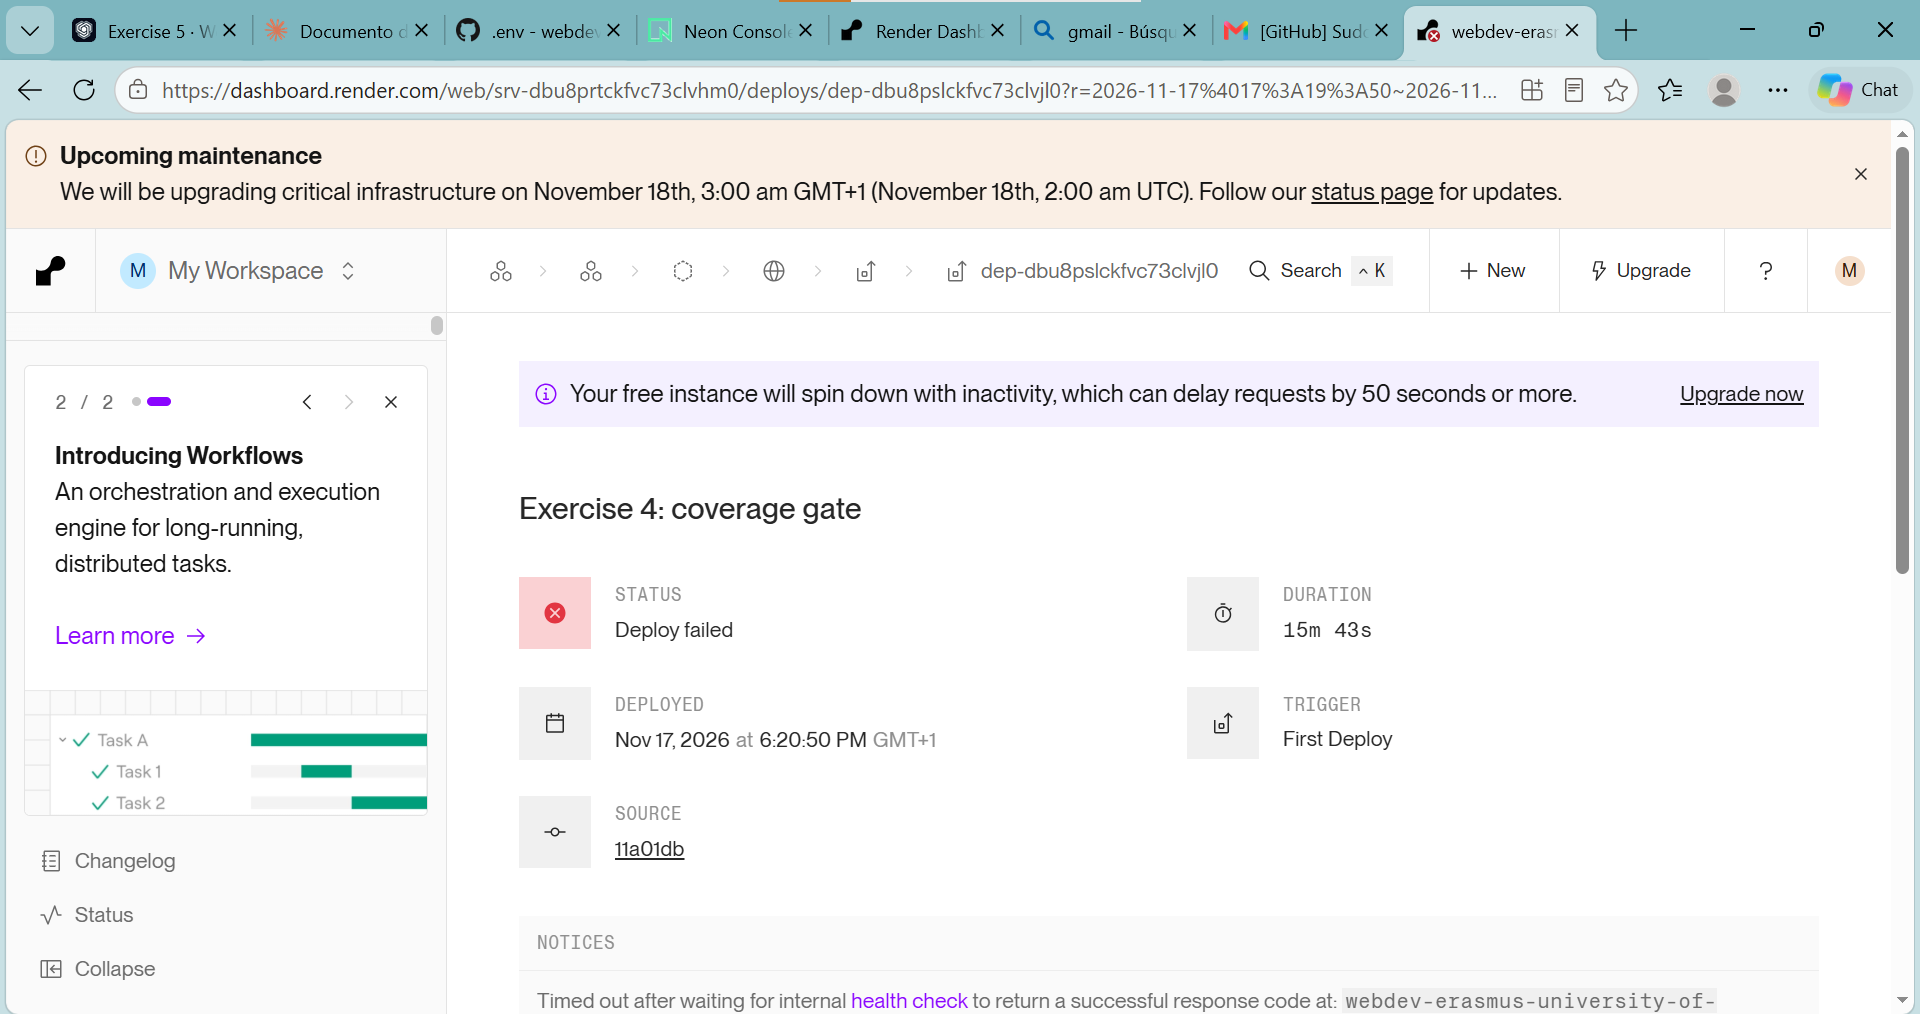 Exercise 5 · W
Documento d
.env - webdev
Neon Console
Render Dashb
gmail - Búsqu
[GitHub] Sudo
webdev-erasm
https://dashboard.render.com/web/srv-dbu8prtckfvc73clvhm0/deploys/dep-dbu8pslckfvc73clvjl0?r=2026-11-17%4017%3A19%3A50~2026-11...
Chat
Upcoming maintenance
We will be upgrading critical infrastructure on November 18th, 3:00 am GMT+1 (November 18th, 2:00 am UTC). Follow our status page for updates.
M My Workspace
dep-dbu8pslckfvc73clvjl0
Search ^ K
+ New
Upgrade
?
M
2 / 2
Introducing Workflows
An orchestration and execution
engine for long-running,
distributed tasks.
Learn more →
Task A
Task 1
Task 2
Changelog
Status
Collapse
Your free instance will spin down with inactivity, which can delay requests by 50 seconds or more.
Upgrade now
Exercise 4: coverage gate
STATUS
Deploy failed
DURATION
15m 43s
DEPLOYED
Nov 17, 2026 at 6:20:50 PM GMT+1
TRIGGER
First Deploy
SOURCE
11a01db
NOTICES
Timed out after waiting for internal health check to return a successful response code at: webdev-erasmus-university-of-